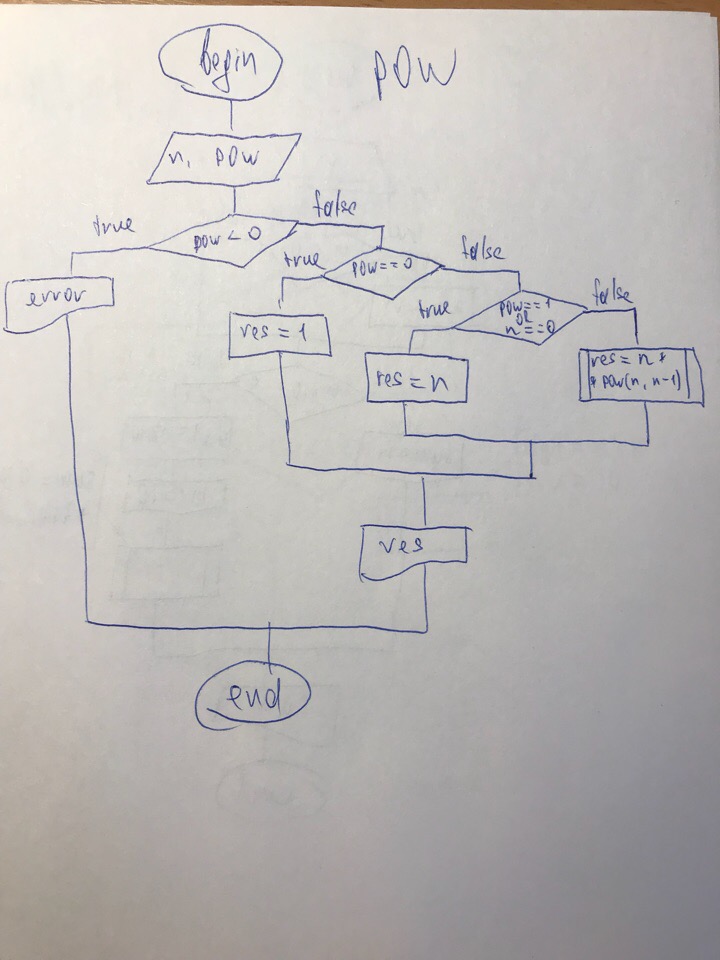 begin
POW
n, pow
true
false
pow < 0
error
true
false
pow == 0
res = 1
true
false
pow == 1
OR
n == 0
res = n
res = n *
* pow(n, n-1)
res
end